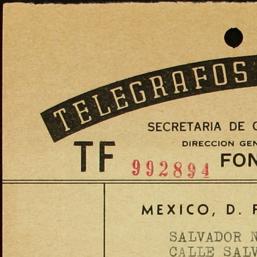 TELEGRAFOS
SECRETARIA DE
DIRECCION GEN
TF 992894 FON
MEXICO, D. F
SALVADOR N
CALLE SALV